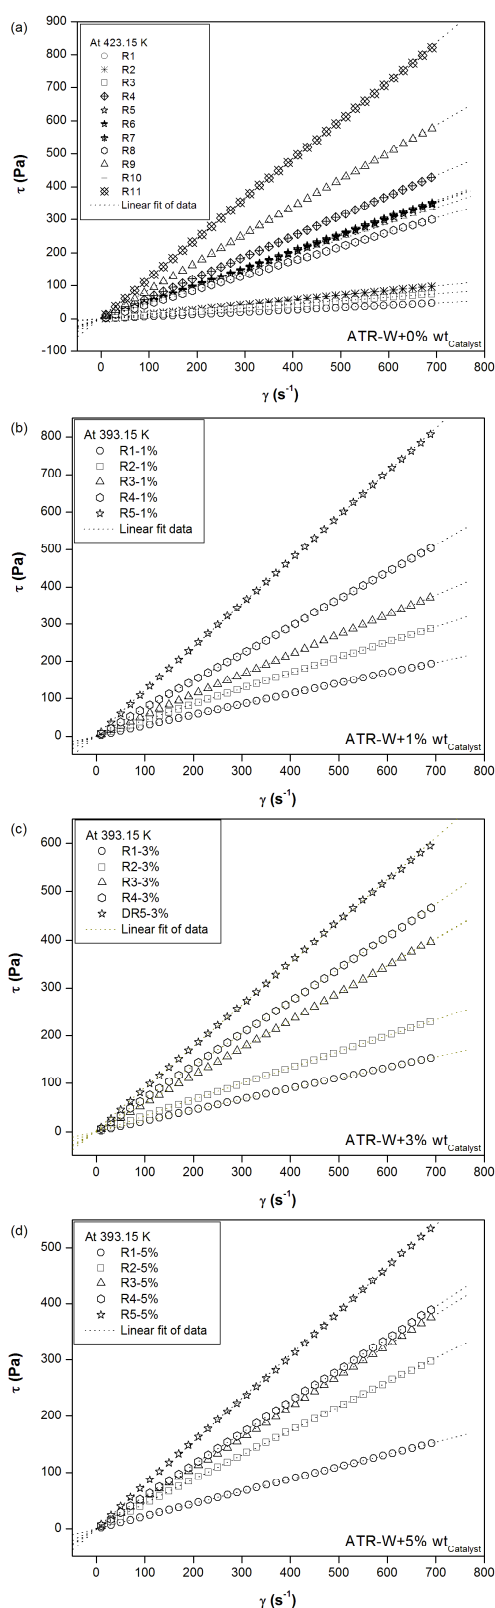 (a)
900
800
700
600
500
400
300
200
100
0
-100
τ (Pa)
At 423.15 K
R1
R2
R3
R4
R5
R6
R7
R8
R9
R10
R11
Linear fit of data
ATR-W+0% wtCatalyst
0 100 200 300 400 500 600 700 800
γ (s-1)
(b)
800
700
600
500
400
300
200
100
0
τ (Pa)
At 393.15 K
R1-1%
R2-1%
R3-1%
R4-1%
R5-1%
Linear fit of data
ATR-W+1% wtCatalyst
0 100 200 300 400 500 600 700 800
γ (s-1)
(c)
600
500
400
300
200
100
0
τ (Pa)
At 393.15 K
R1-3%
R2-3%
R3-3%
R4-3%
DR5-3%
Linear fit of data
ATR-W+3% wtCatalyst
0 100 200 300 400 500 600 700 800
γ (s-1)
(d)
500
400
300
200
100
0
τ (Pa)
At 393.15 K
R1-5%
R2-5%
R3-5%
R4-5%
R5-5%
Linear fit of data
ATR-W+5% wtCatalyst
0 100 200 300 400 500 600 700 800
γ (s-1)